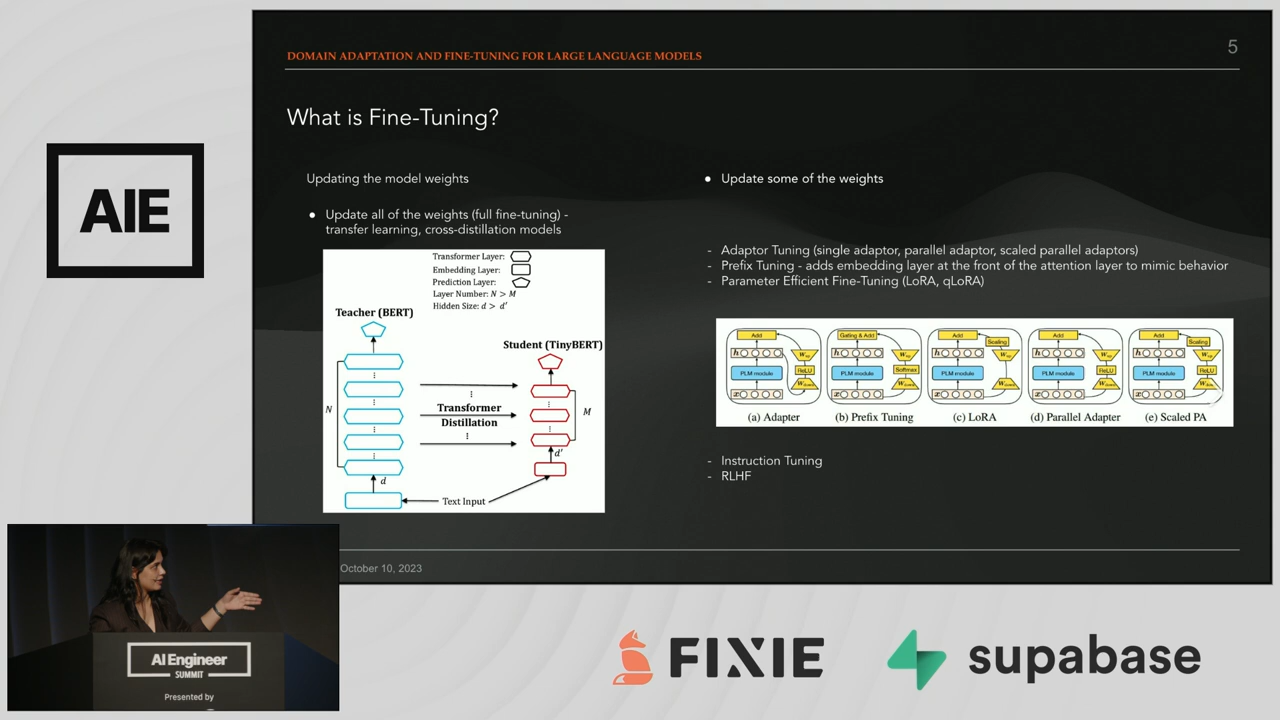 AIE
DOMAIN ADAPTATION AND FINE-TUNING FOR LARGE LANGUAGE MODELS
5
What is Fine-Tuning?
Updating the model weights
● Update all of the weights (full fine-tuning) -
transfer learning, cross-distillation models
Transformer Layer:
Embedding Layer:
Prediction Layer:
Layer Number: N > M
Hidden Size: d > d'
Teacher (BERT)
Student (TinyBERT)
N
Transformer
Distillation
M
d'
d
Text Input
● Update some of the weights
- Adaptor Tuning (single adaptor, parallel adaptor, scaled parallel adaptors)
- Prefix Tuning - adds embedding layer at the front of the attention layer to mimic behavior
- Parameter Efficient Fine-Tuning (LoRA, qLoRA)
Add
h
PLM module
x
ReLU
(a) Adapter
Gating & Add
h
PLM module
x
Softmax
(b) Prefix Tuning
Add
Scaling
h
PLM module
x
(c) LoRA
Add
h
PLM module
x
ReLU
(d) Parallel Adapter
Add
Scaling
h
PLM module
x
ReLU
(e) Scaled PA
- Instruction Tuning
- RLHF
October 10, 2023
AI Engineer
SUMMIT
Presented by
FIXIE
supabase